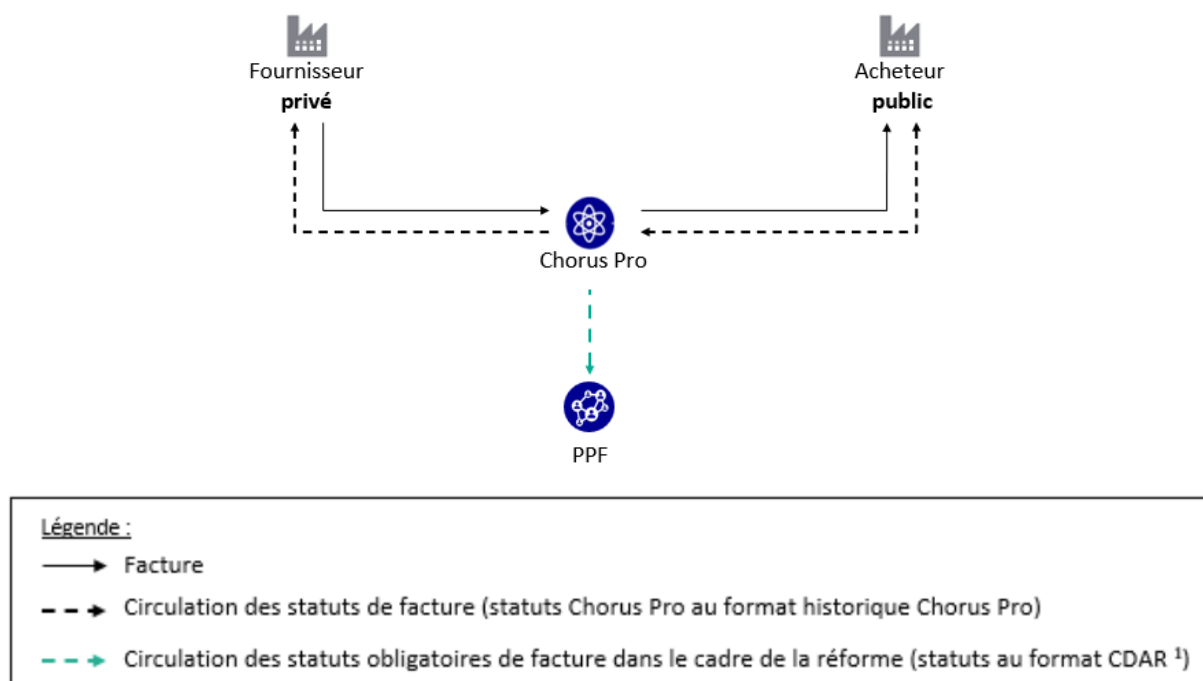 Fournisseur
privé
Acheteur
public
Chorus Pro
PPF
Légende :
Facture
Circulation des statuts de facture (statuts Chorus Pro au format historique Chorus Pro)
Circulation des statuts obligatoires de facture dans le cadre de la réforme (statuts au format CDAR ¹)